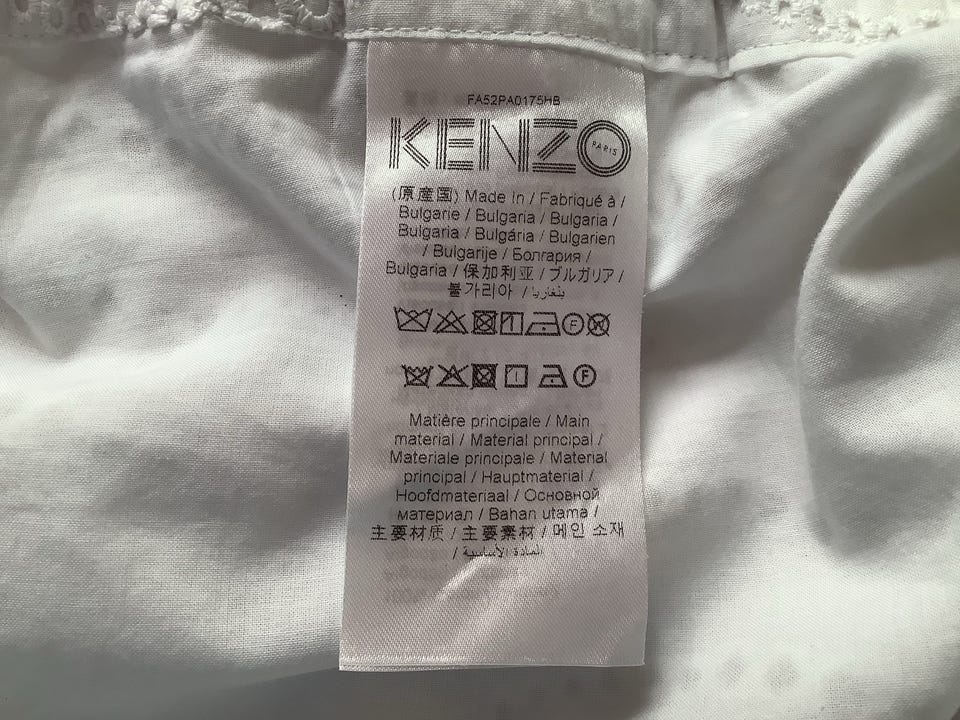 FA52PA0175HB
KENZO
PARIS
(原産国) Made In / Fabriqué à /
Bulgarie / Bulgaria / Bulgaria /
Bulgaria / Bulgária / Bulgarien
/ Bulgarije / Болгария /
Bulgaria / 保加利亚 / ブルガリア /
불가리아 / بلغاريا
Matière principale / Main
material / Material principal /
Materiale principale / Material
principal / Hauptmaterial /
Hoofdmateriaal / Основной
материал / Bahan utama /
主要材质 / 主要素材 / 메인 소재
/ المادة الأساسية